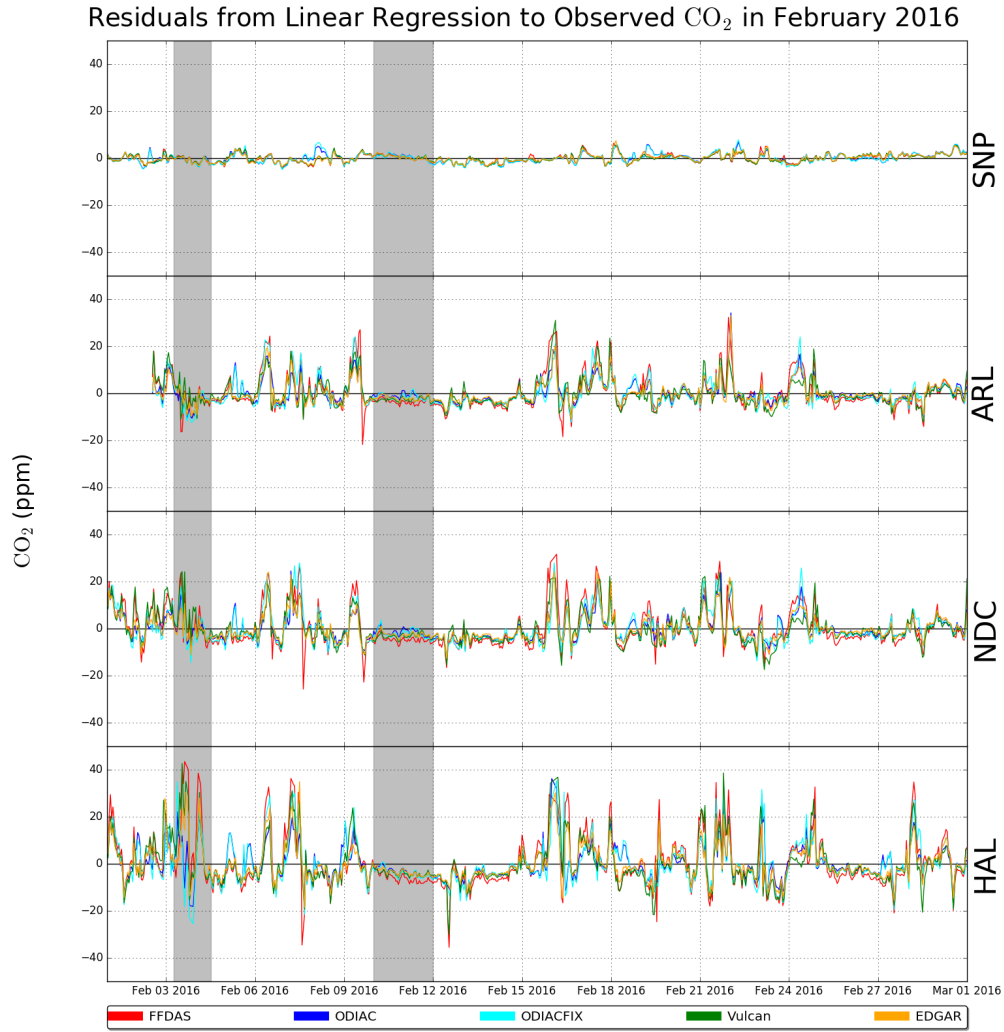 Residuals from Linear Regression to Observed CO₂ in February 2016
40
20
0
−20
−40
SNP
40
20
0
−20
−40
ARL
CO₂ (ppm)
40
20
0
−20
−40
NDC
40
20
0
−20
−40
HAL
Feb 03 2016 Feb 06 2016 Feb 09 2016 Feb 12 2016 Feb 15 2016 Feb 18 2016 Feb 21 2016 Feb 24 2016 Feb 27 2016 Mar 01 2016
FFDAS ODIAC ODIACFIX Vulcan EDGAR